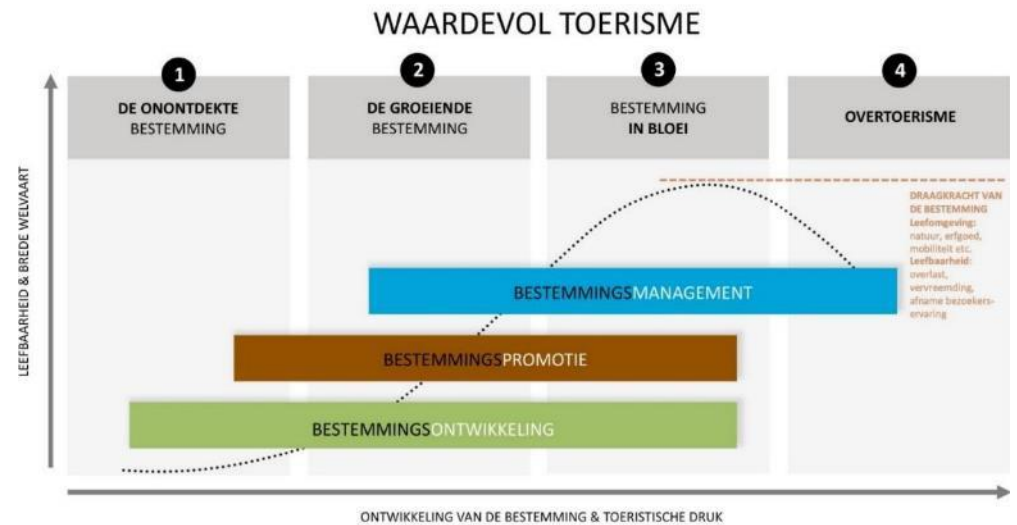 WAARDEVOL TOERISME
1
DE ONONTDEKTE
BESTEMMING
2
DE GROEIENDE
BESTEMMING
3
BESTEMMING
IN BLOEI
4
OVERTOERISME
LEEFBAARHEID & BREDE WELVAART
DRAAGKRACHT VAN
DE BESTEMMING
Leefomgeving:
natuur, erfgoed,
mobiliteit etc.
Leefbaarheid:
overlast,
vervreemding,
afname bezoekers-
ervaring
BESTEMMINGSMANAGEMENT
BESTEMMINGSPROMOTIE
BESTEMMINGSONTWIKKELING
ONTWIKKELING VAN DE BESTEMMING & TOERISTISCHE DRUK